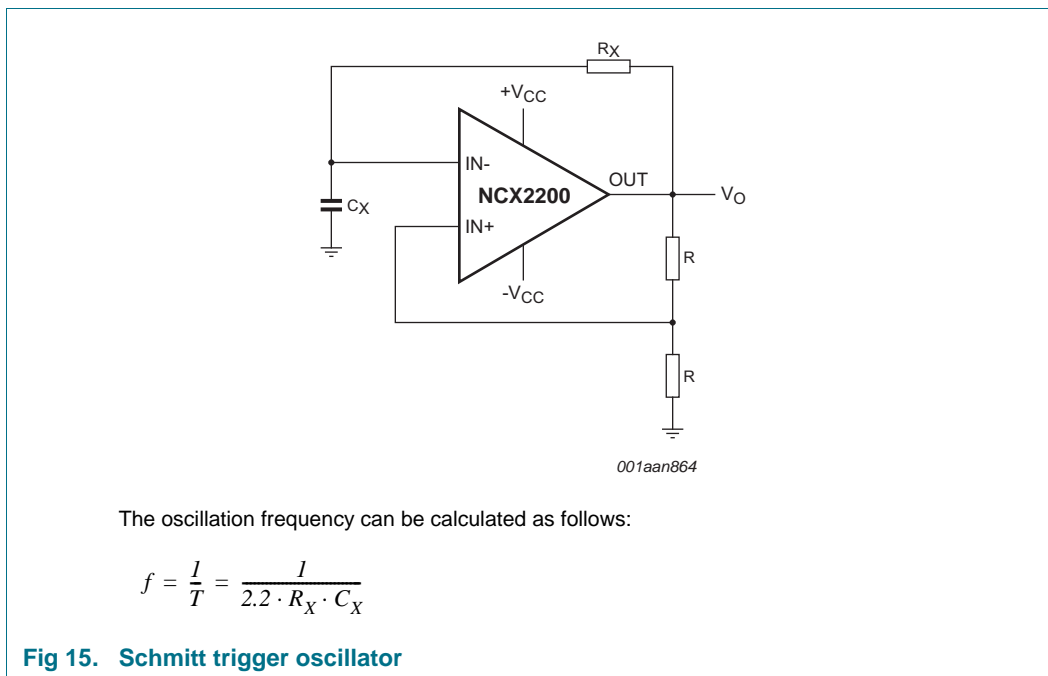 RX
+VCC
IN-
OUT
NCX2200
VO
CX
IN+
R
-VCC
R
001aan864
The oscillation frequency can be calculated as follows:
f = 1/T = 1/(2.2 · RX · CX)
Fig 15. Schmitt trigger oscillator